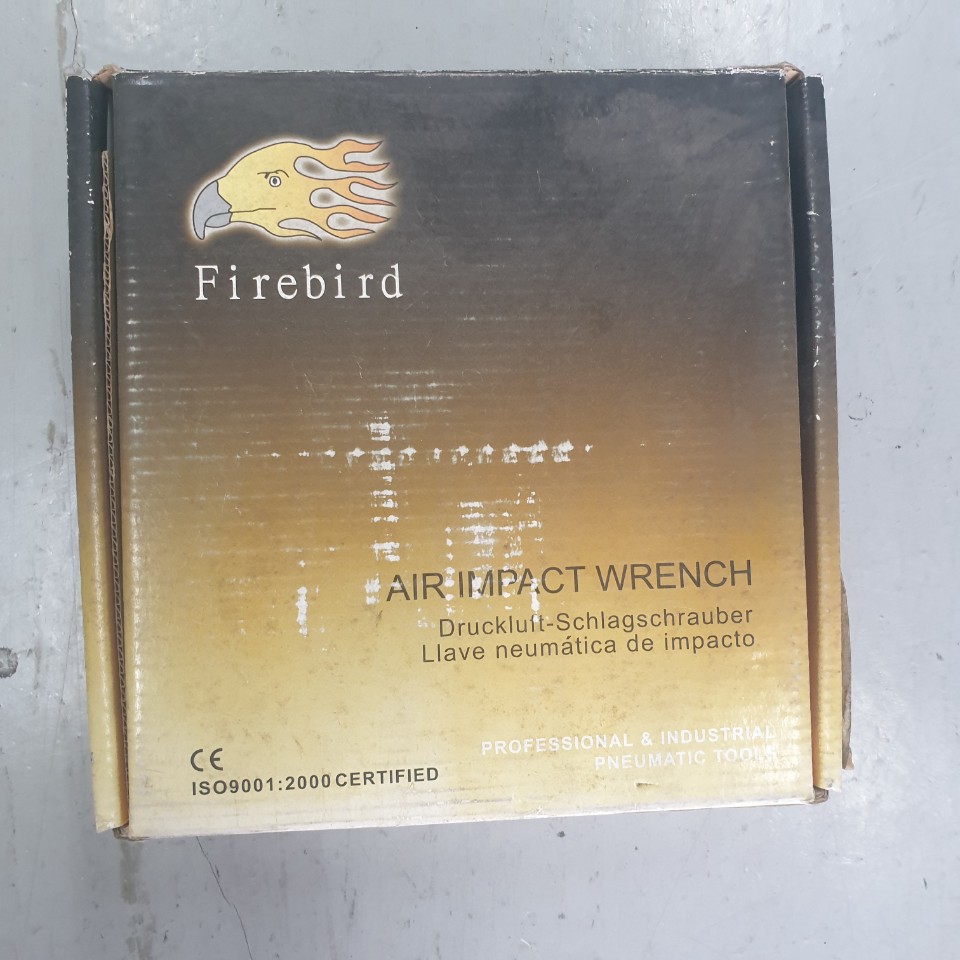 Firebird
AIR IMPACT WRENCH
Druckluft-Schlagschrauber
Llave neumática de impacto
PROFESSIONAL & INDUSTRIAL
PNEUMATIC TOOLS
CE
ISO9001:2000 CERTIFIED